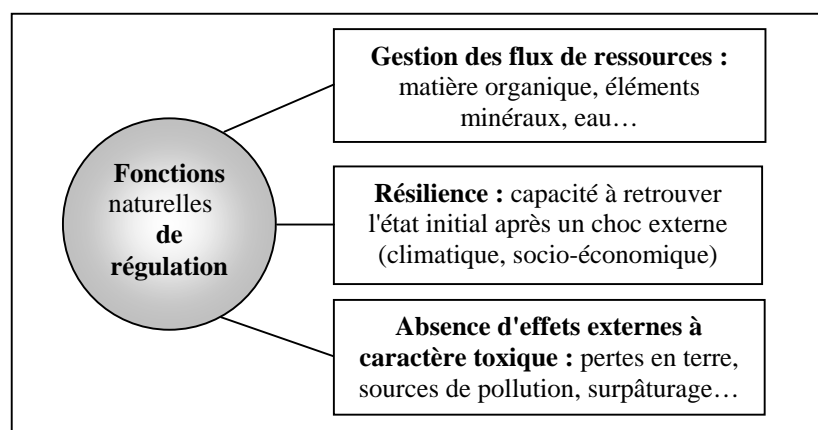 Gestion des flux de ressources :
matière organique, éléments
minéraux, eau…
Fonctions
naturelles
de
régulation
Résilience : capacité à retrouver
l'état initial après un choc externe
(climatique, socio-économique)
Absence d'effets externes à
caractère toxique : pertes en terre,
sources de pollution, surpâturage…